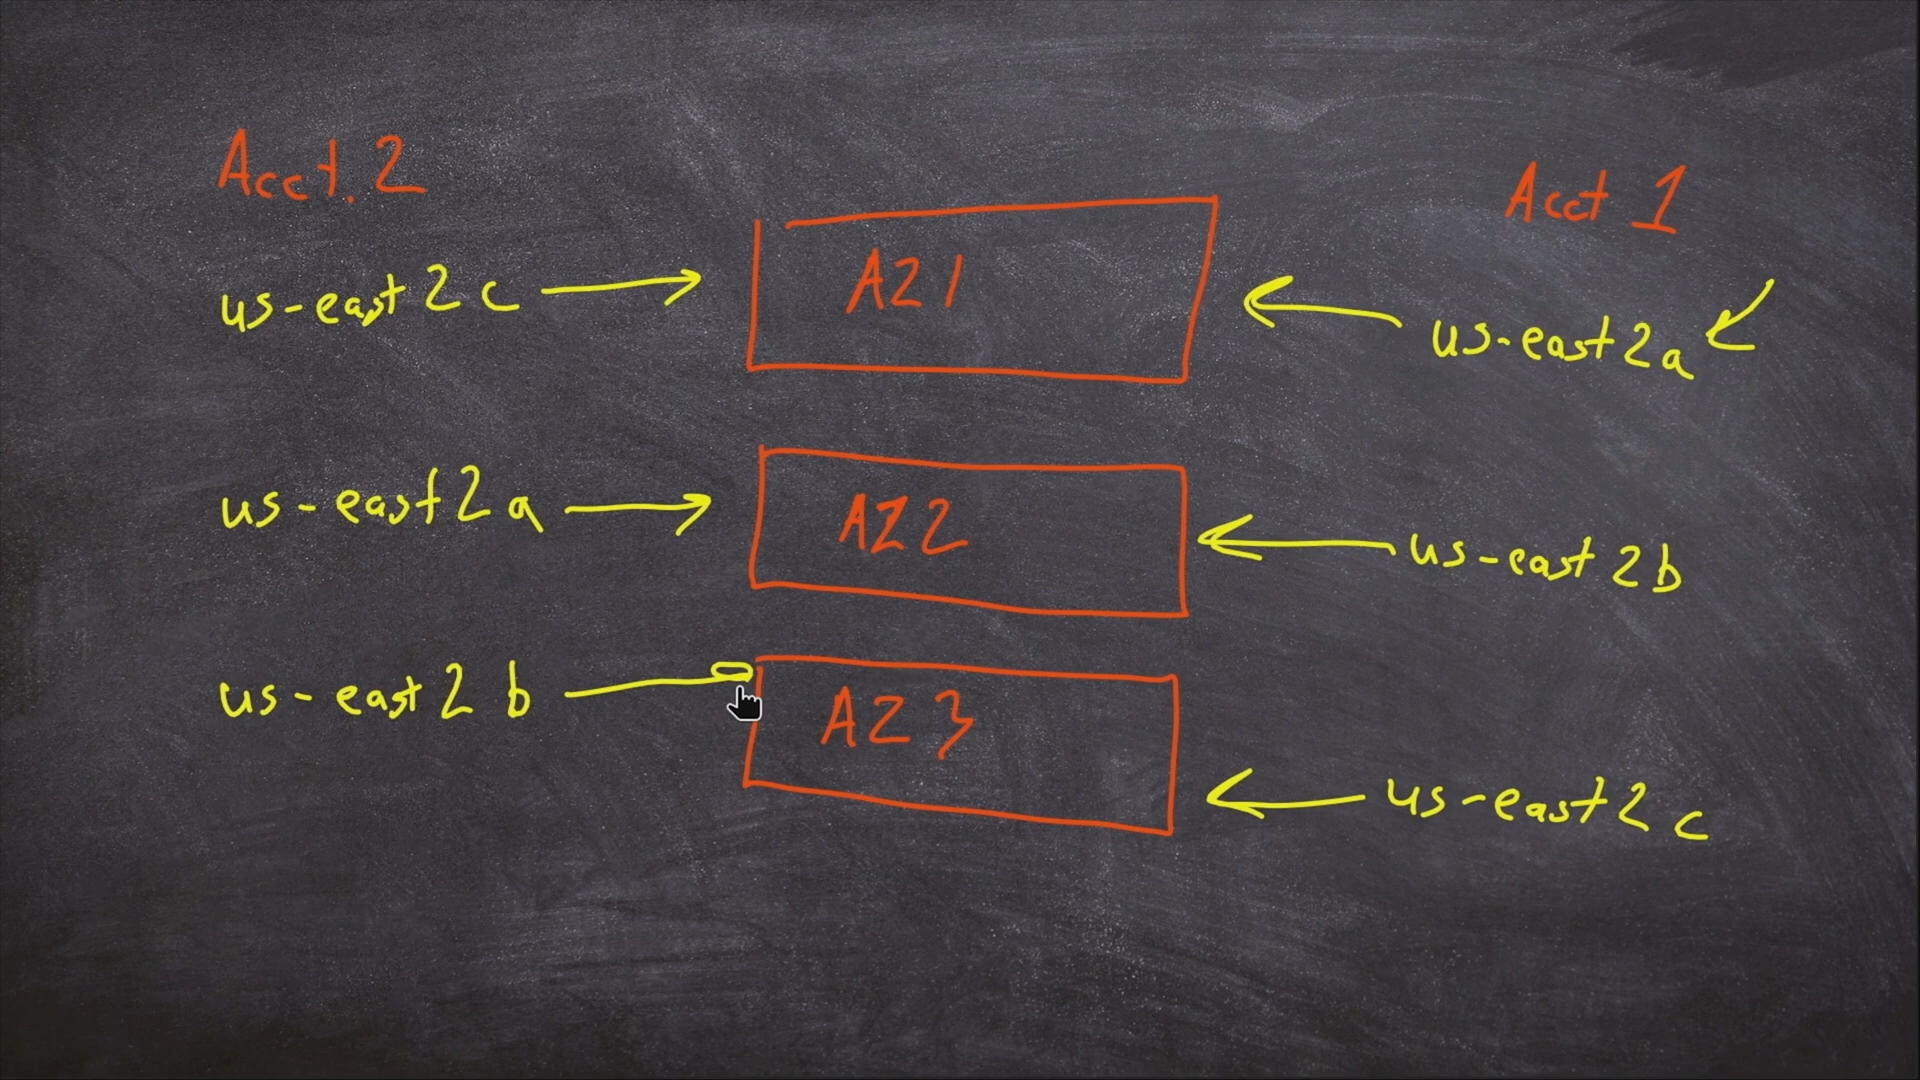 Acct. 2
Acct 1
us-east 2 c
AZ 1
us-east 2 a
us-east 2 a
AZ 2
us-east 2 b
us-east 2 b
AZ 3
us-east 2 c